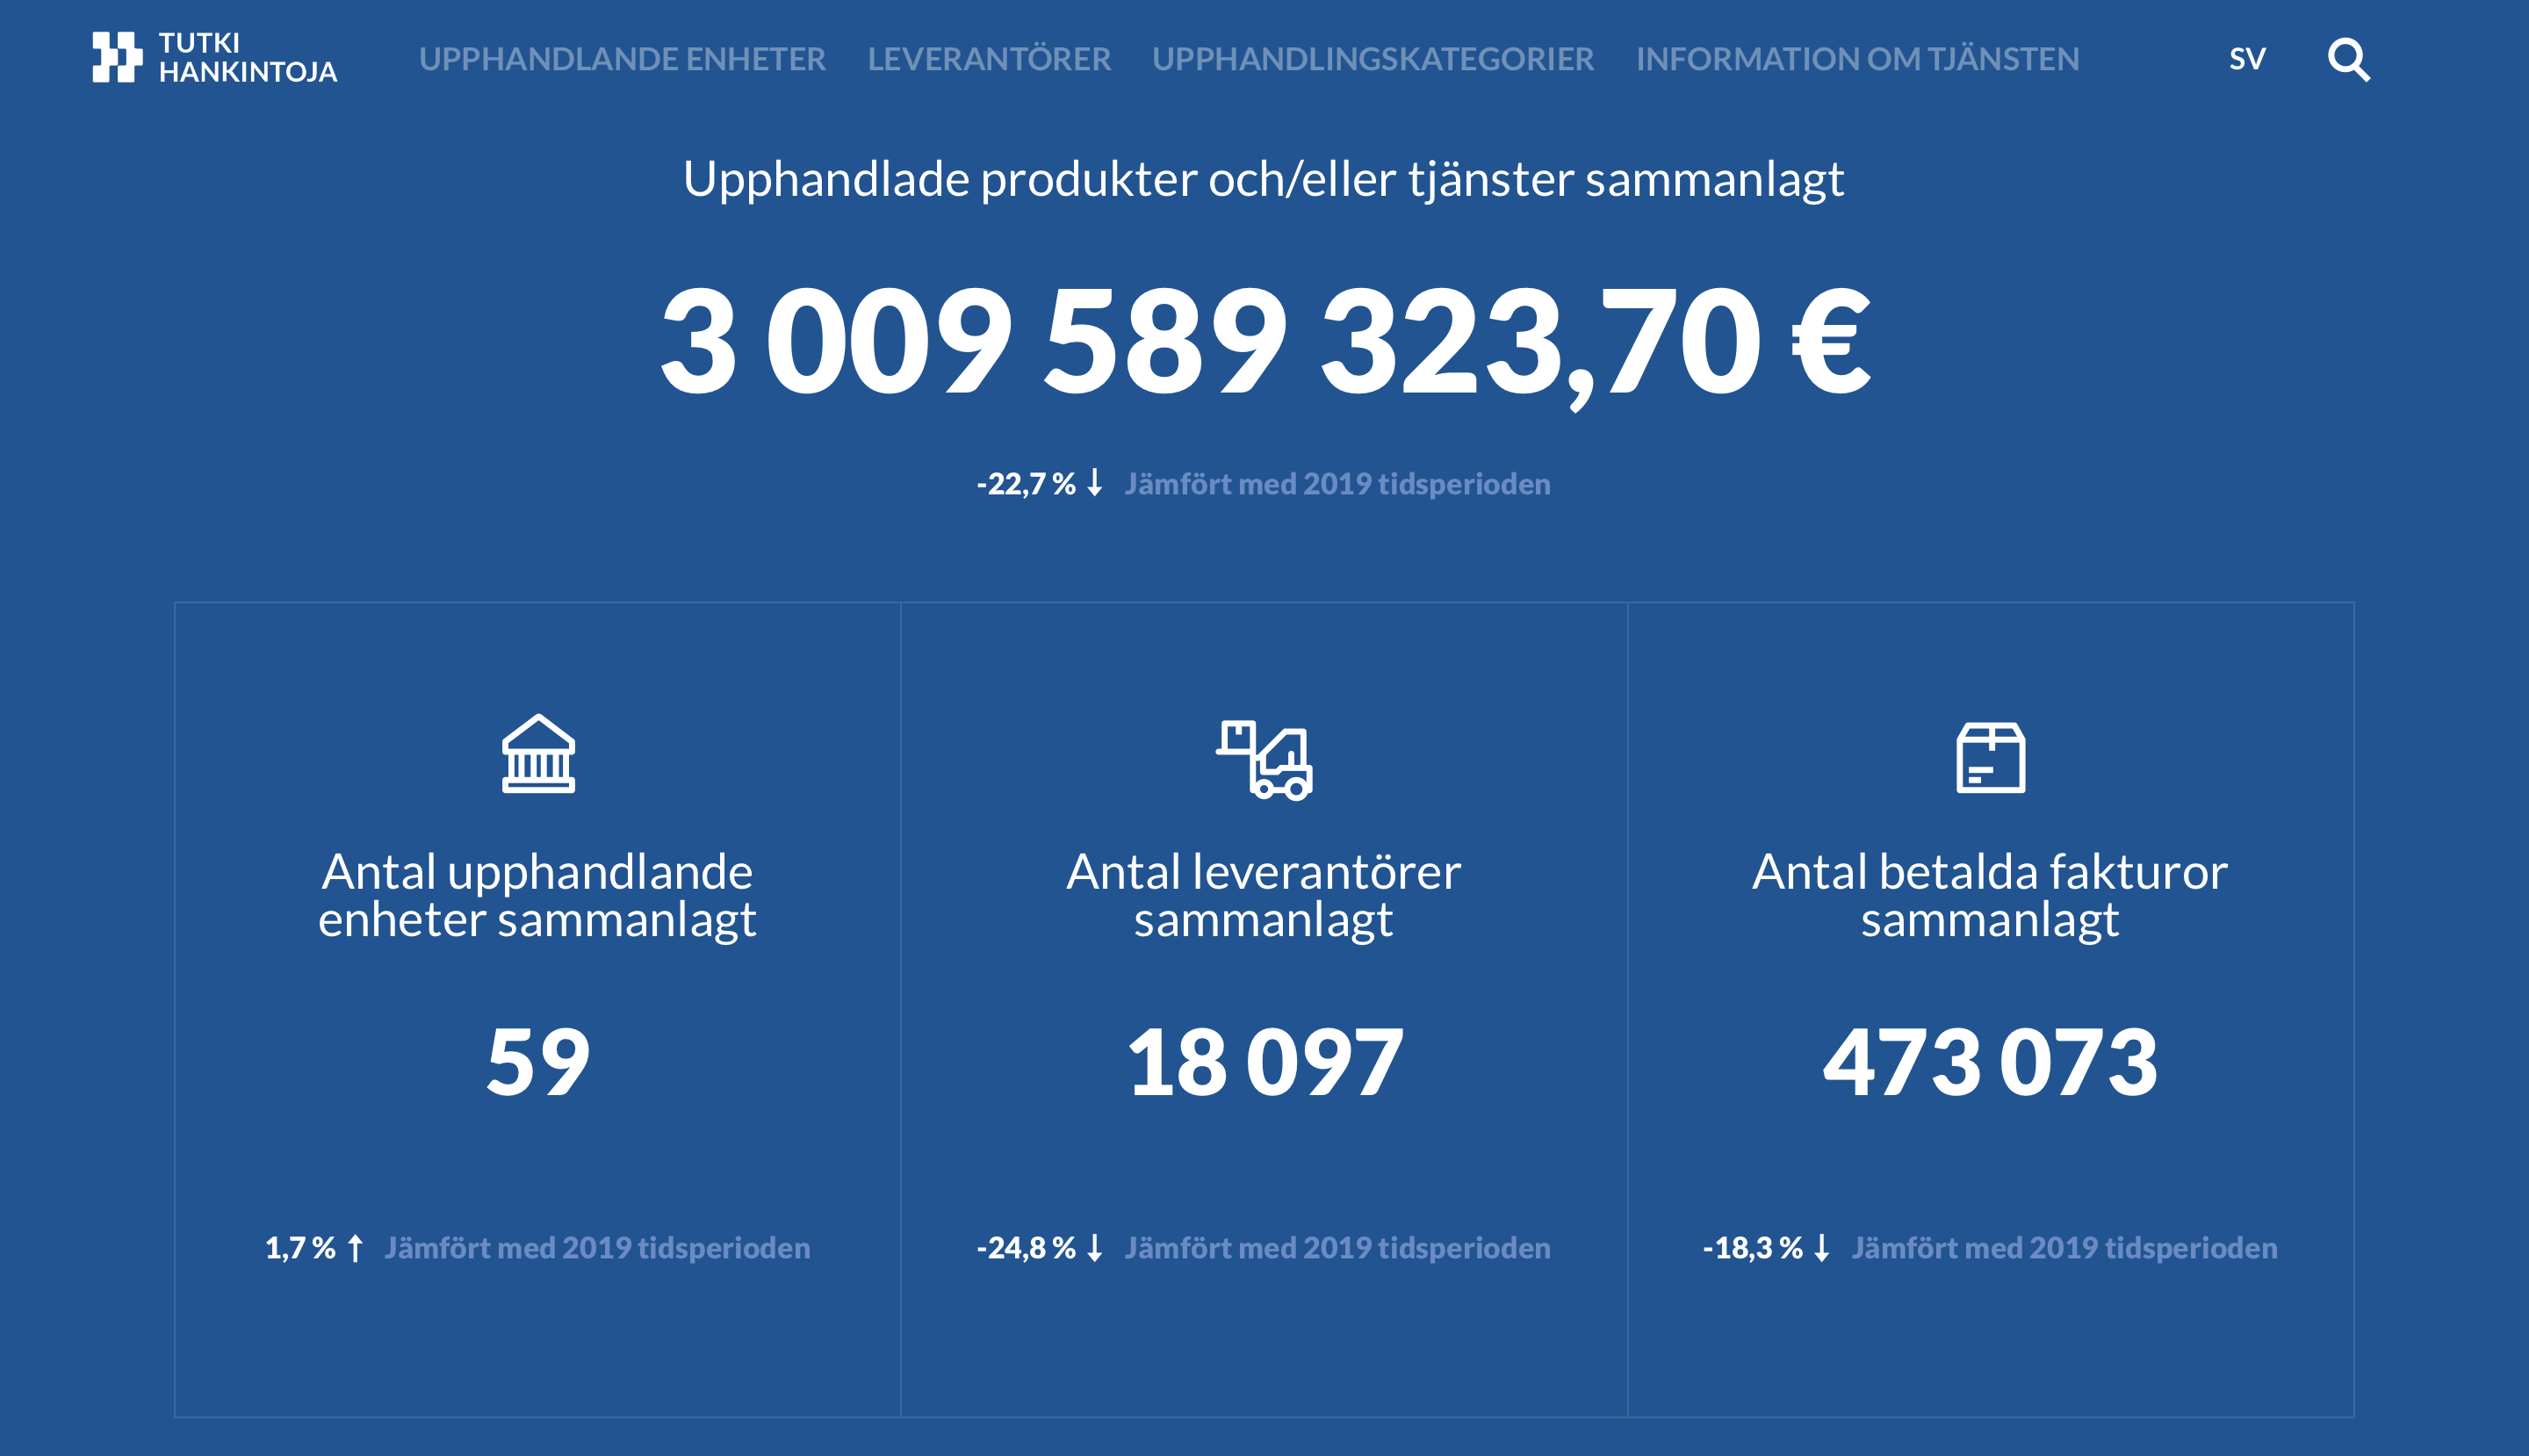 TUTKI
HANKINTOJA
UPPHANDLANDE ENHETER LEVERANTÖRER UPPHANDLINGSKATEGORIER INFORMATION OM TJÄNSTEN SV
Upphandlade produkter och/eller tjänster sammanlagt
3 009 589 323,70 €
-22,7 % ↓ Jämfört med 2019 tidsperioden
Antal upphandlande
enheter sammanlagt
59
1,7 % ↑ Jämfört med 2019 tidsperioden
Antal leverantörer
sammanlagt
18 097
-24,8 % ↓ Jämfört med 2019 tidsperioden
Antal betalda fakturor
sammanlagt
473 073
-18,3 % ↓ Jämfört med 2019 tidsperioden